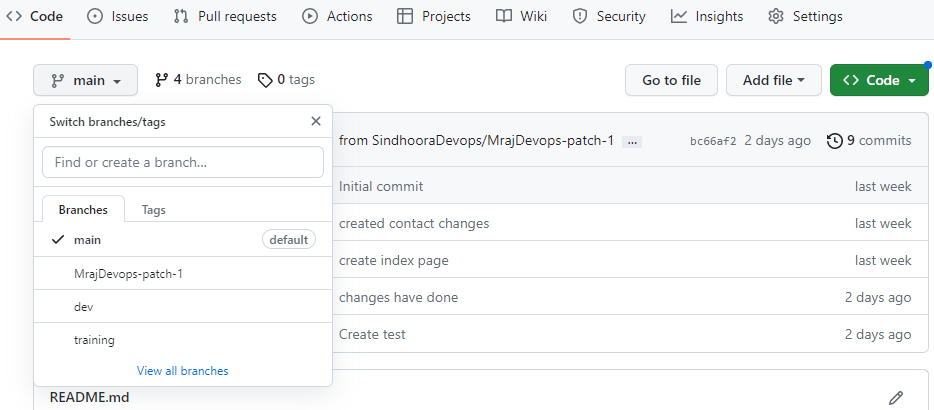 Code Issues Pull requests Actions Projects Wiki Security Insights Settings
main 4 branches 0 tags Go to file Add file Code
Switch branches/tags
Find or create a branch...
Branches Tags
main default
MrajDevops-patch-1
dev
training
View all branches
from SindhooraDevops/MrajDevops-patch-1 ... bc66af2 2 days ago 9 commits
Initial commit last week
created contact changes last week
create index page last week
changes have done 2 days ago
Create test 2 days ago
README.md